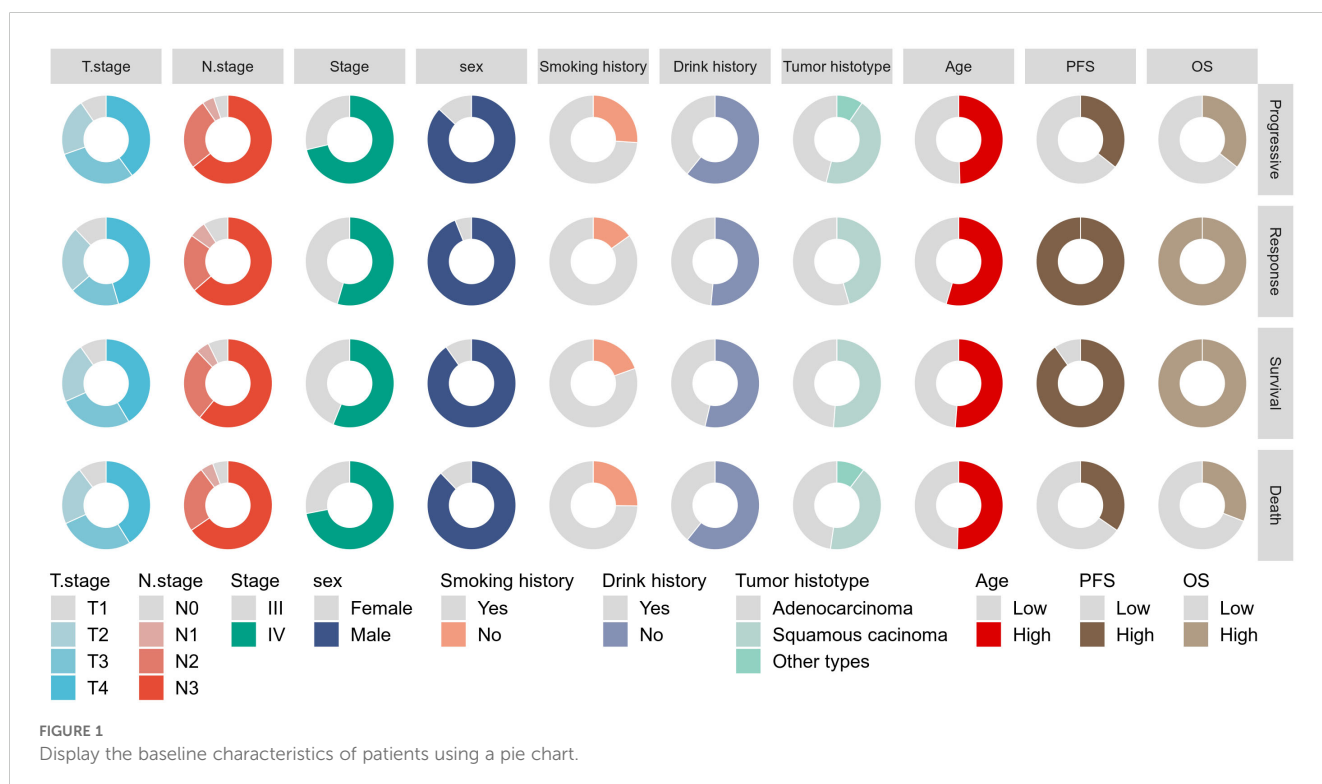 T.stage N.stage Stage sex Smoking history Drink history Tumor histotype Age PFS OS
Progressive
Response
Survival
Death
T.stage N.stage Stage sex Smoking history Drink history Tumor histotype Age PFS OS
T1 N0 III Female Yes Yes Adenocarcinoma Low Low Low
T2 N1 IV Male No No Squamous cacinoma High High High
T3 N2 Other types
T4 N3
FIGURE 1
Display the baseline characteristics of patients using a pie chart.